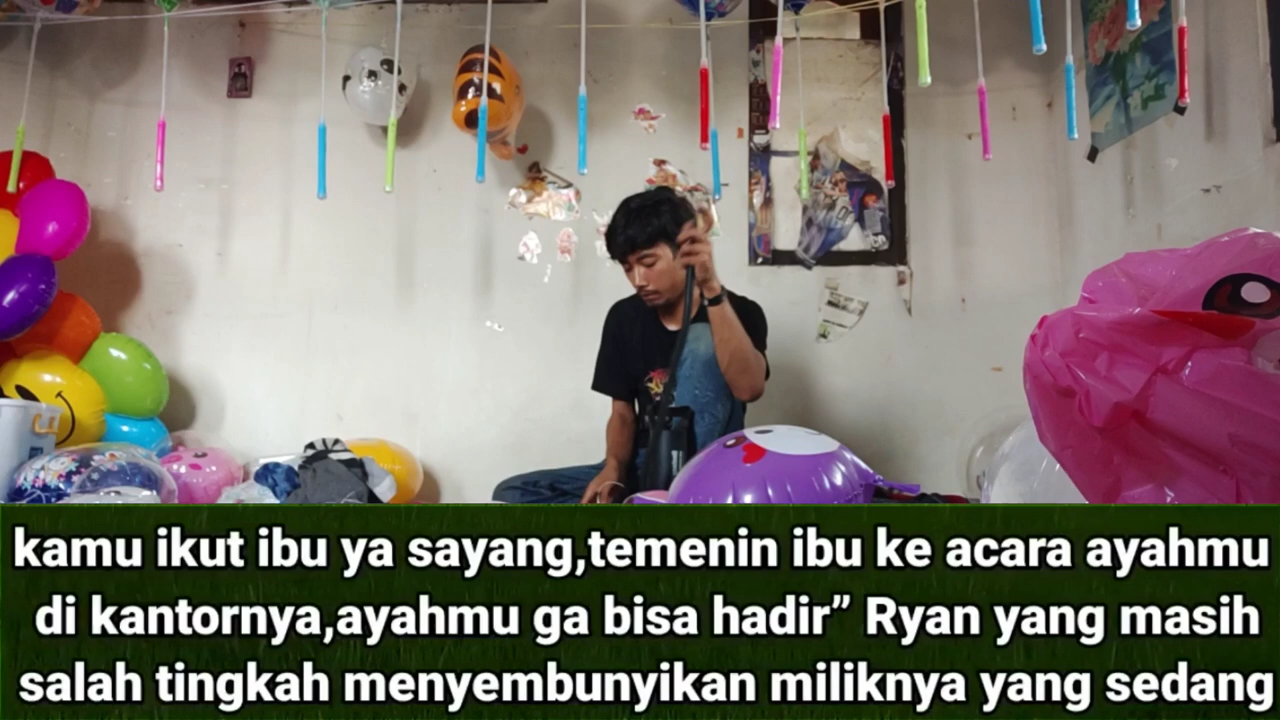 kamu ikut ibu ya sayang,temenin ibu ke acara ayahmu
di kantornya,ayahmu ga bisa hadir” Ryan yang masih
salah tingkah menyembunyikan miliknya yang sedang